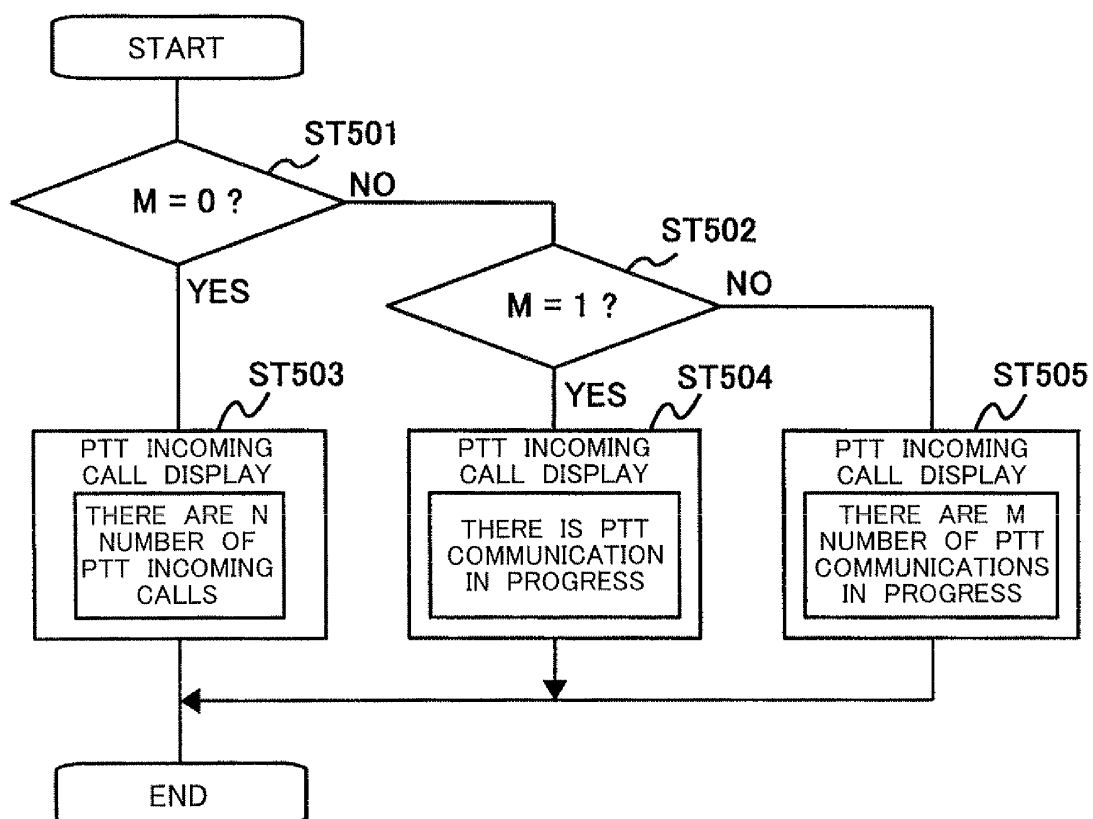 START
ST501
M = 0 ?
NO
YES
ST502
M = 1 ?
NO
YES
ST503
PTT INCOMING
CALL DISPLAY
THERE ARE N
NUMBER OF
PTT INCOMING
CALLS
ST504
PTT INCOMING
CALL DISPLAY
THERE IS PTT
COMMUNICATION
IN PROGRESS
ST505
PTT INCOMING
CALL DISPLAY
THERE ARE M
NUMBER OF PTT
COMMUNICATIONS
IN PROGRESS
END